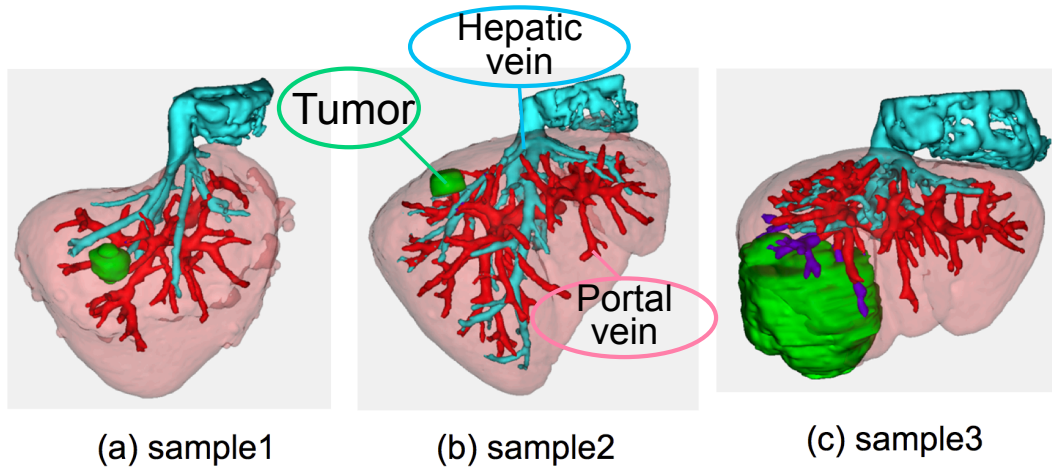 Hepatic
vein
Tumor
Portal
vein
(a) sample1
(b) sample2
(c) sample3